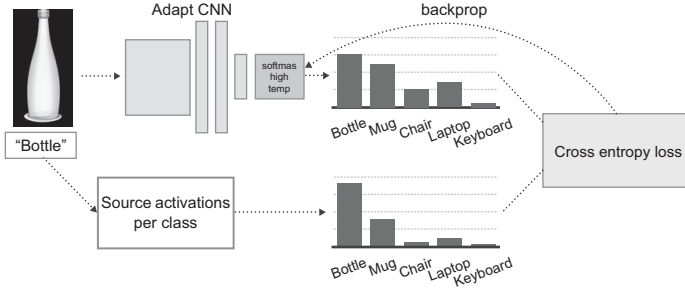 Adapt CNN
backprop
softmas
high
temp
Bottle
Mug
Chair
Laptop
Keyboard
"Bottle"
Cross entropy loss
Source activations
per class
Bottle
Mug
Chair
Laptop
Keyboard